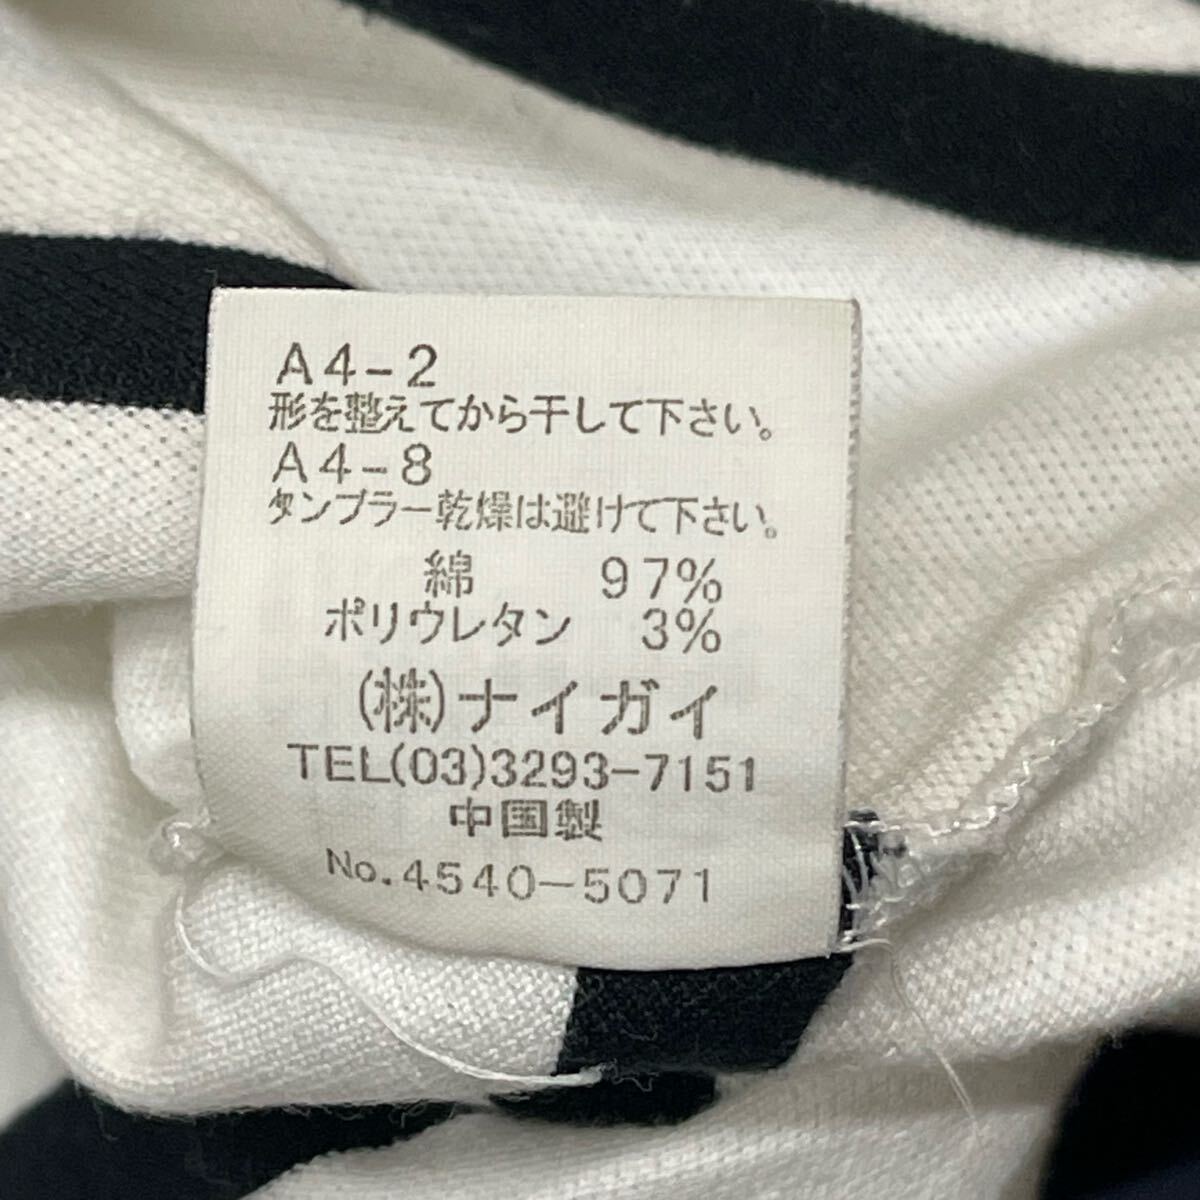 A4-2
形を整えてから干して下さい。
A4-8
タンブラー乾燥は避けて下さい。
綿 97%
ポリウレタン 3%
(株)ナイガイ
TEL(03)3293-7151
中国製
No.4540-5071